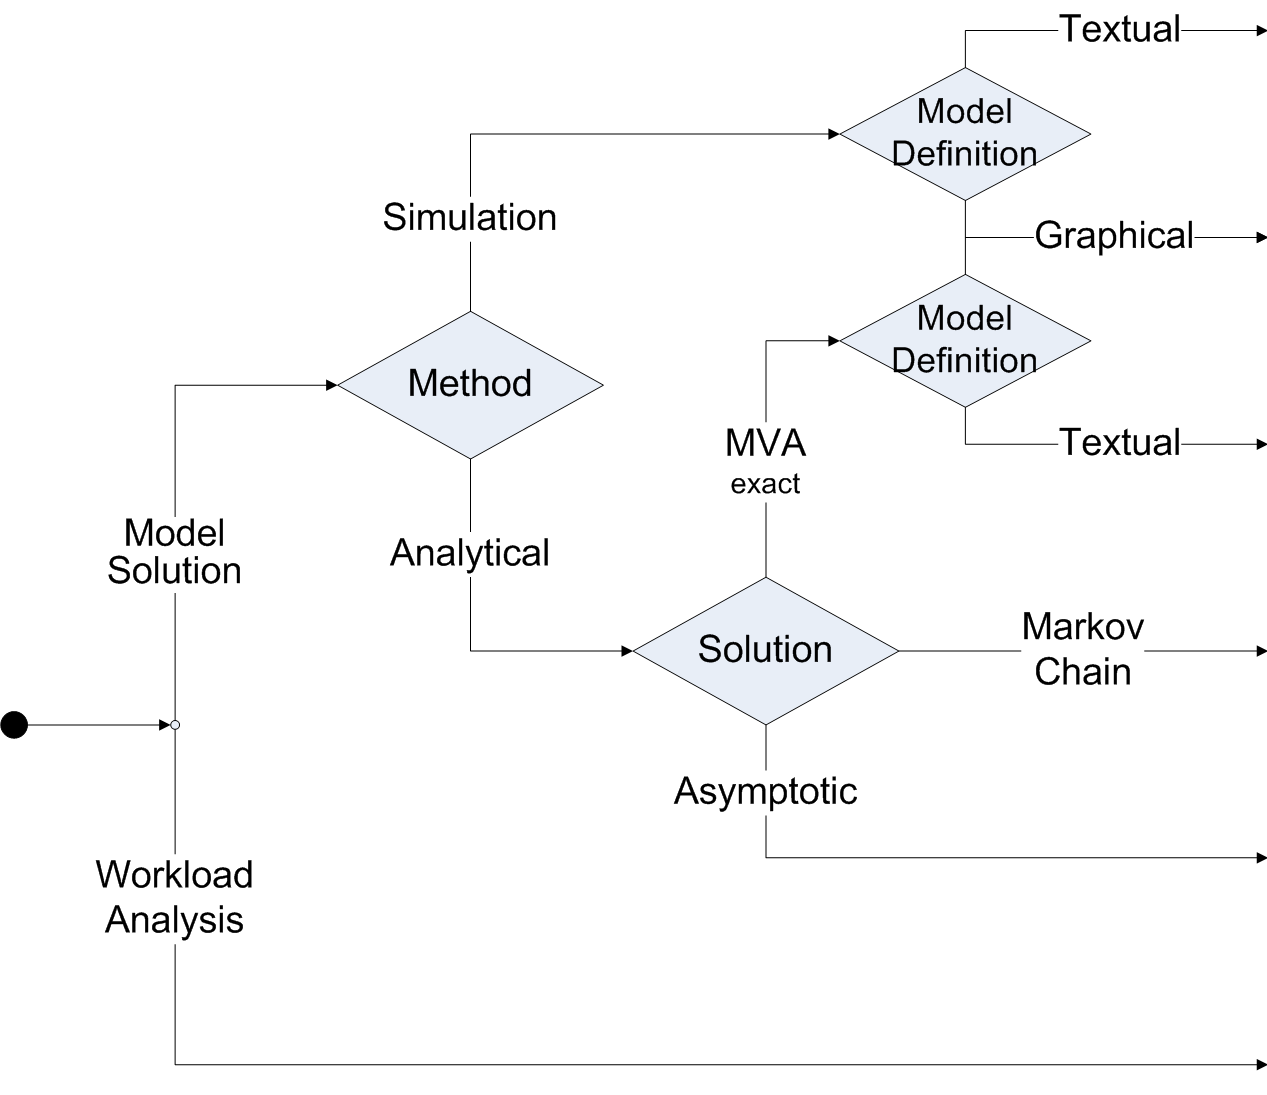 Textual
Model
Definition
Simulation
Graphical
Model
Definition
Method
MVA
exact
Textual
Model
Solution
Analytical
Solution
Markov
Chain
Asymptotic
Workload
Analysis